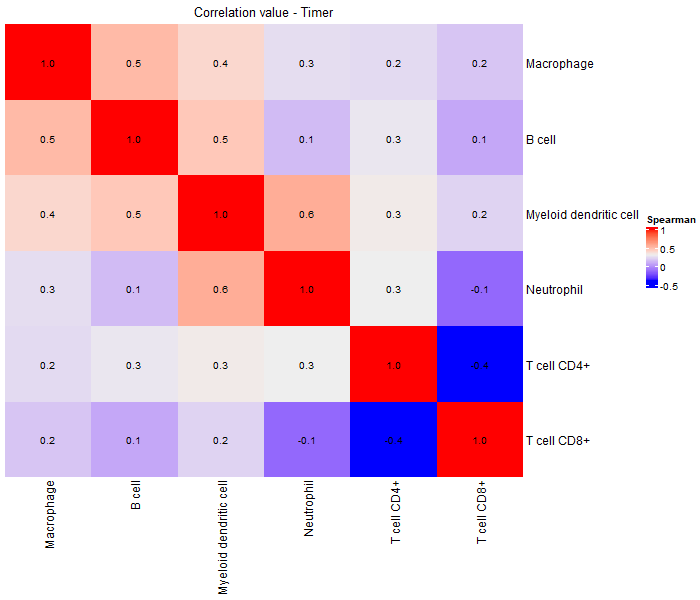 Correlation value - Timer
1.0 0.5 0.4 0.3 0.2 0.2 Macrophage
0.5 1.0 0.5 0.1 0.3 0.1 B cell
0.4 0.5 1.0 0.6 0.3 0.2 Myeloid dendritic cell
0.3 0.1 0.6 1.0 0.3 -0.1 Neutrophil
0.2 0.3 0.3 0.3 1.0 -0.4 T cell CD4+
0.2 0.1 0.2 -0.1 -0.4 1.0 T cell CD8+
Macrophage
B cell
Myeloid dendritic cell
Neutrophil
T cell CD4+
T cell CD8+
Spearman
1
0.5
0
-0.5